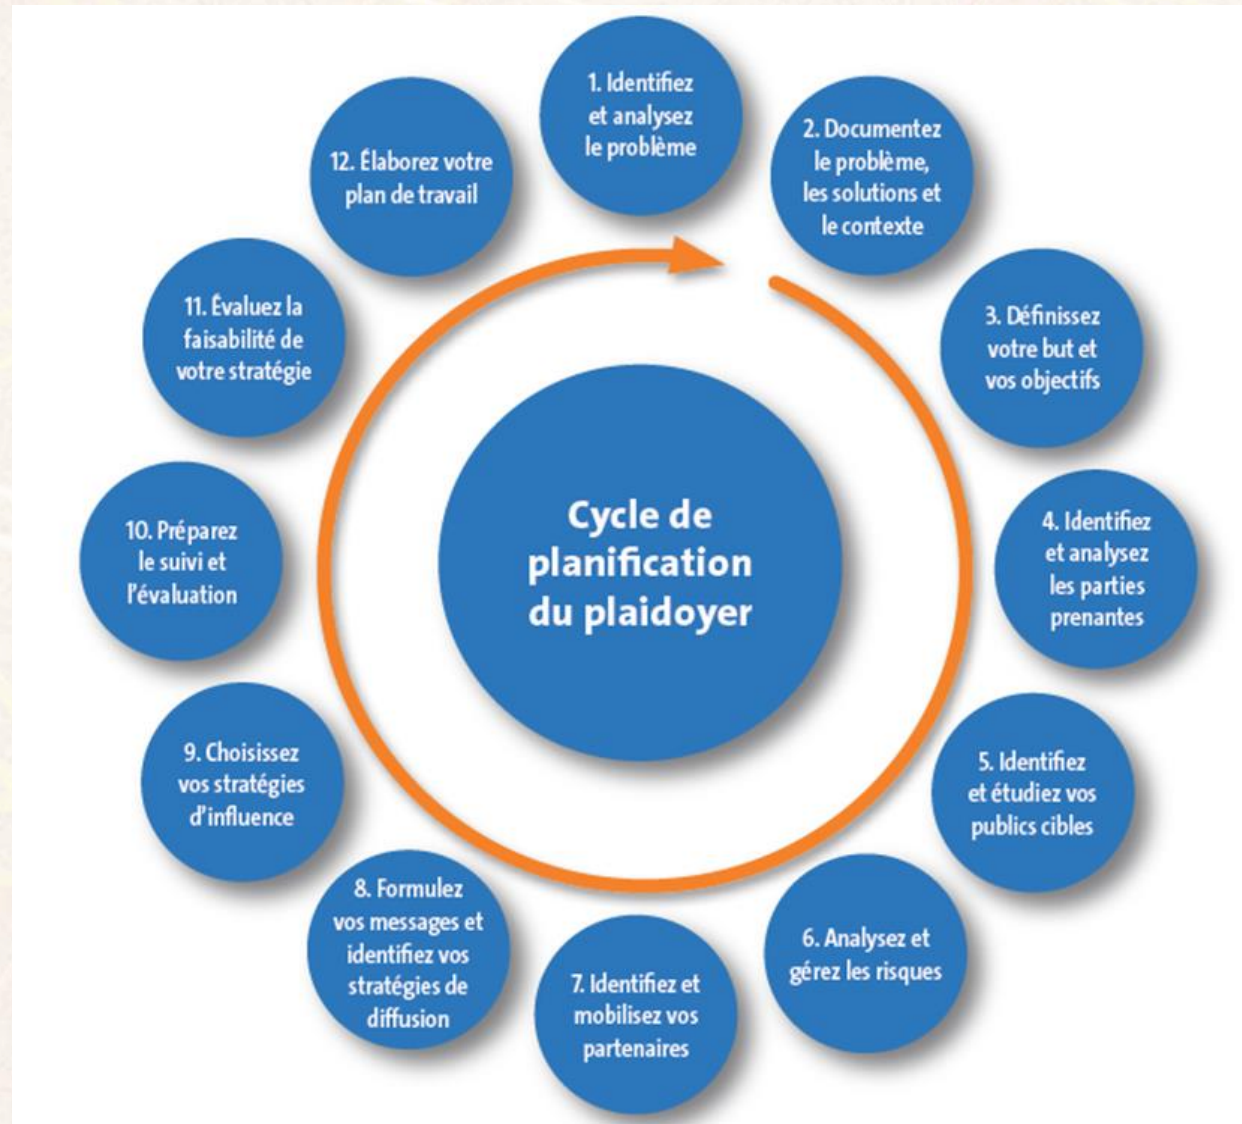 1. Identifiez
et analysez
le problème
2. Documentez
le problème,
les solutions et
le contexte
3. Définissez
votre but et
vos objectifs
4. Identifiez
et analysez
les parties
prenantes
5. Identifiez
et étudiez vos
publics cibles
6. Analysez et
gérez les risques
7. Identifiez et
mobilisez vos
partenaires
8. Formulez
vos messages et
identifiez vos
stratégies de
diffusion
9. Choisissez
vos stratégies
d'influence
10. Préparez
le suivi et
l'évaluation
11. Évaluez la
faisabilité de
votre stratégie
12. Élaborez votre
plan de travail
Cycle de
planification
du plaidoyer